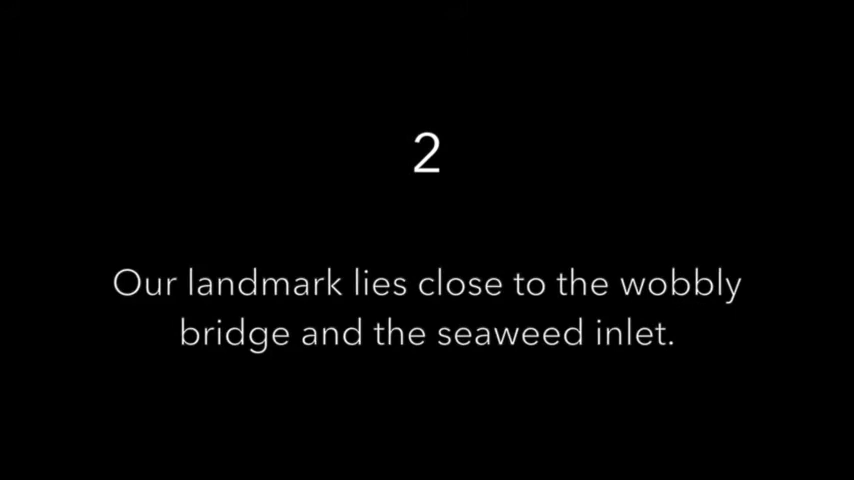 2
Our landmark lies close to the wobbly
bridge and the seaweed inlet.